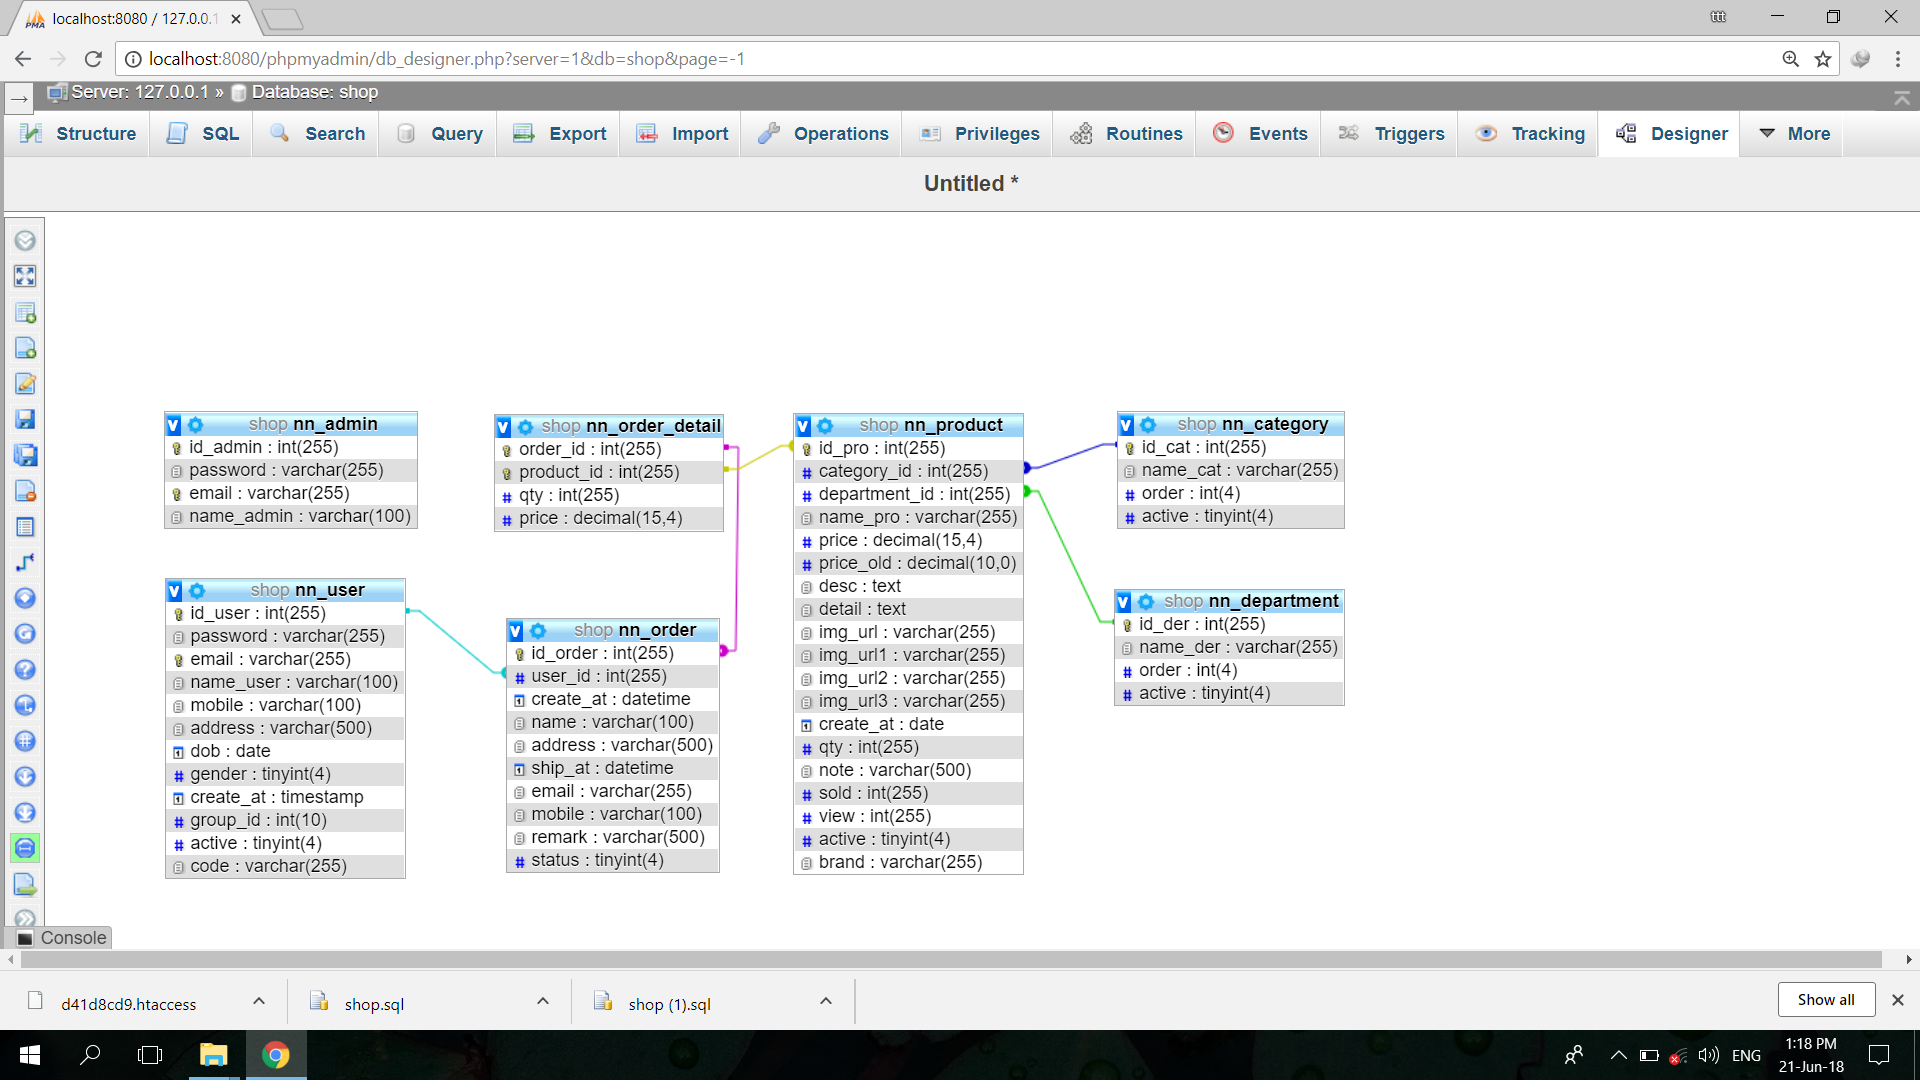 localhost:8080 / 127.0.0.1
localhost:8080/phpmyadmin/db_designer.php?server=1&db=shop&page=-1
Server: 127.0.0.1 » Database: shop
Structure SQL Search Query Export Import Operations Privileges Routines Events Triggers Tracking Designer More
Untitled *
shop nn_admin
id_admin : int(255)
password : varchar(255)
email : varchar(255)
name_admin : varchar(100)
shop nn_user
id_user : int(255)
password : varchar(255)
email : varchar(255)
name_user : varchar(100)
mobile : varchar(100)
address : varchar(500)
dob : date
gender : tinyint(4)
create_at : timestamp
group_id : int(10)
active : tinyint(4)
code : varchar(255)
shop nn_order_detail
order_id : int(255)
product_id : int(255)
qty : int(255)
price : decimal(15,4)
shop nn_order
id_order : int(255)
user_id : int(255)
create_at : datetime
name : varchar(100)
address : varchar(500)
ship_at : datetime
email : varchar(255)
mobile : varchar(100)
remark : varchar(500)
status : tinyint(4)
shop nn_product
id_pro : int(255)
category_id : int(255)
department_id : int(255)
name_pro : varchar(255)
price : decimal(15,4)
price_old : decimal(10,0)
desc : text
detail : text
img_url : varchar(255)
img_url1 : varchar(255)
img_url2 : varchar(255)
img_url3 : varchar(255)
create_at : date
qty : int(255)
note : varchar(500)
sold : int(255)
view : int(255)
active : tinyint(4)
brand : varchar(255)
shop nn_category
id_cat : int(255)
name_cat : varchar(255)
order : int(4)
active : tinyint(4)
shop nn_department
id_der : int(255)
name_der : varchar(255)
order : int(4)
active : tinyint(4)
Console
d41d8cd9.htaccess
shop.sql
shop (1).sql
Show all
ENG
1:18 PM
21-Jun-18